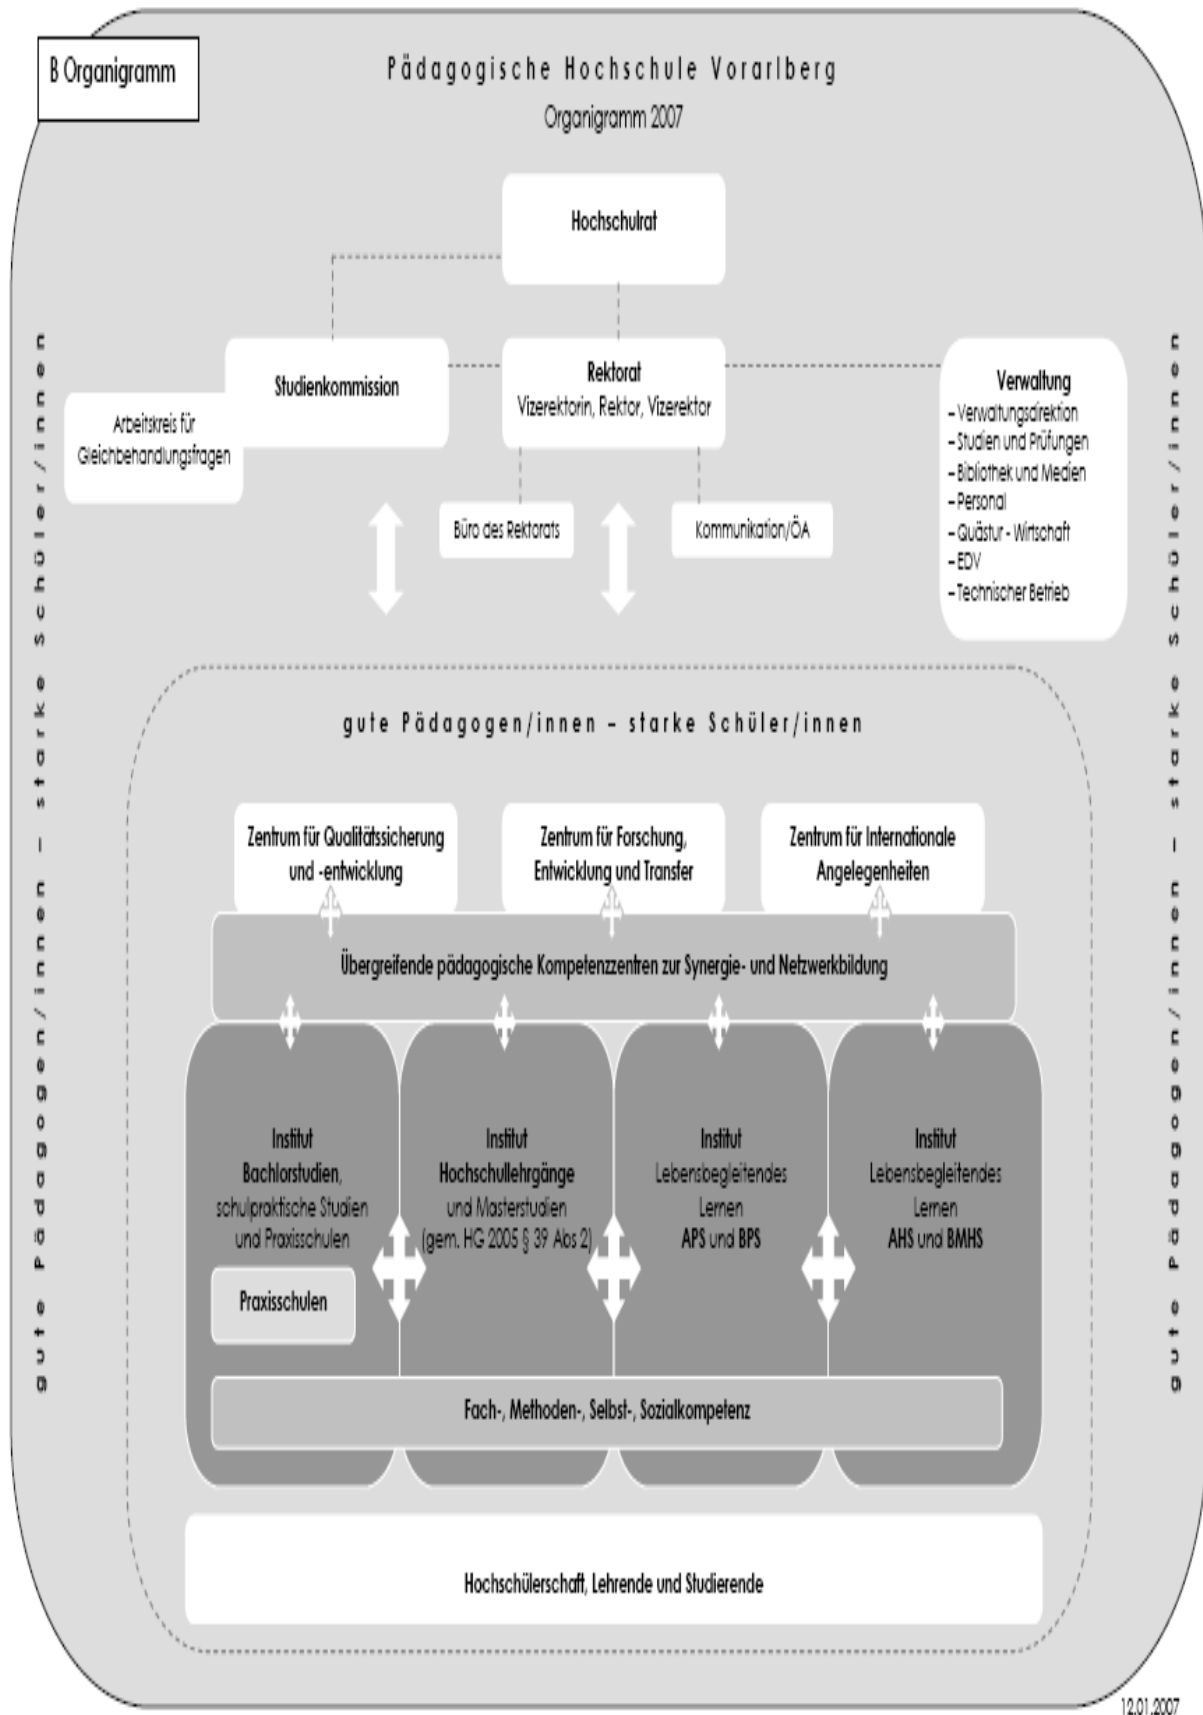 B Organigramm
Pädagogische Hochschule Vorarlberg
Organigramm 2007
Hochschulrat
Studienkommission
Arbeitskreis für
Gleichbehandlungsfragen
Rektorat
Vizerektorin, Rektor, Vizerektor
Büro des Rektorats
Kommunikation/ÖA
Verwaltung
– Verwaltungsdirektion
– Studien und Prüfungen
– Bibliothek und Medien
– Personal
– Quästur - Wirtschaft
– EDV
– Technischer Betrieb
gute Pädagogen/innen – starke Schüler/innen
gute Pädagogen/innen – starke Schüler/innen
gute Pädagogen/innen – starke Schüler/innen
Zentrum für Qualitätssicherung
und -entwicklung
Zentrum für Forschung,
Entwicklung und Transfer
Zentrum für Internationale
Angelegenheiten
Übergreifende pädagogische Kompetenzzentren zur Synergie- und Netzwerkbildung
Institut
Bachlorstudien,
schulpraktische Studien
und Praxisschulen
Praxisschulen
Institut
Hochschullehrgänge
und Masterstudien
(gem. HG 2005 § 39 Abs 2)
Institut
Lebensbegleitendes
Lernen
APS und BPS
Institut
Lebensbegleitendes
Lernen
AHS und BMHS
Fach-, Methoden-, Selbst-, Sozialkompetenz
Hochschülerschaft, Lehrende und Studierende
12.01.2007